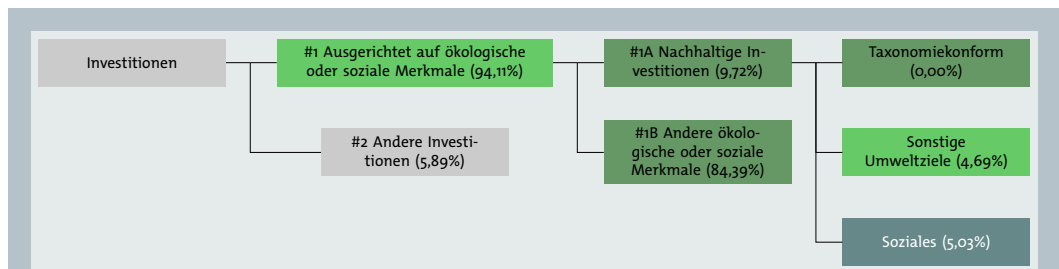 Investitionen
#1 Ausgerichtet auf ökologische
oder soziale Merkmale (94,11%)
#2 Andere Investi-
tionen (5,89%)
#1A Nachhaltige In-
vestitionen (9,72%)
#1B Andere ökolo-
gische oder soziale
Merkmale (84,39%)
Taxonomiekonform
(0,00%)
Sonstige
Umweltziele (4,69%)
Soziales (5,03%)